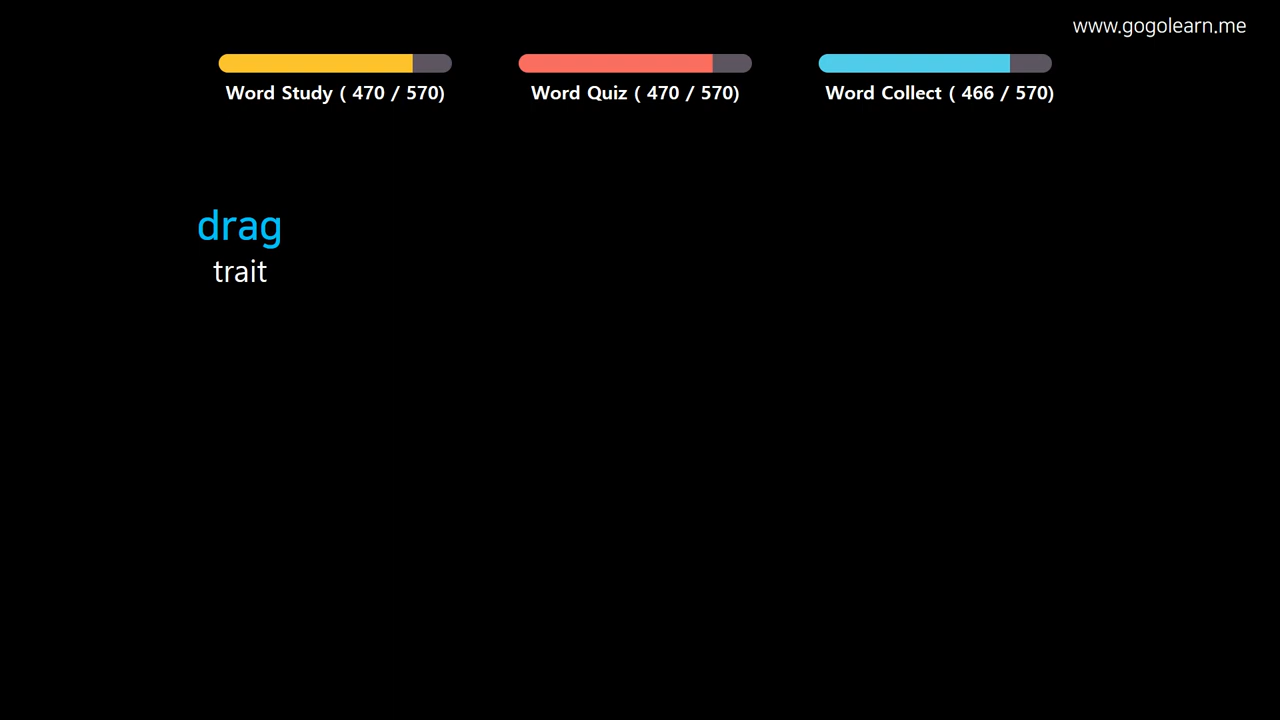 www.gogolearn.me
Word Study ( 470 / 570)
Word Quiz ( 470 / 570)
Word Collect ( 466 / 570)
drag
trait